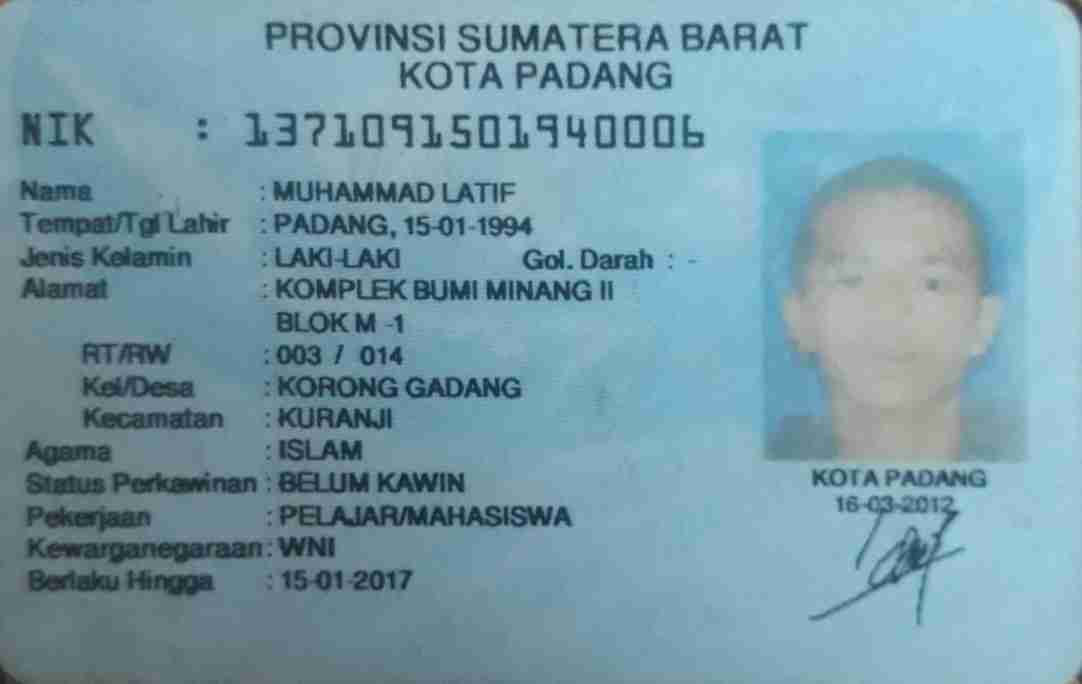 PROVINSI SUMATERA BARAT
KOTA PADANG
NIK : 1371091501940006
Nama : MUHAMMAD LATIF
Tempat/Tgl Lahir : PADANG, 15-01-1994
Jenis Kelamin : LAKI-LAKI Gol. Darah : -
Alamat : KOMPLEK BUMI MINANG II
BLOK M -1
RT/RW : 003 / 014
Kel/Desa : KORONG GADANG
Kecamatan : KURANJI
Agama : ISLAM
Status Perkawinan : BELUM KAWIN
Pekerjaan : PELAJAR/MAHASISWA
Kewarganegaraan : WNI
Berlaku Hingga : 15-01-2017
KOTA PADANG
16-03-2012